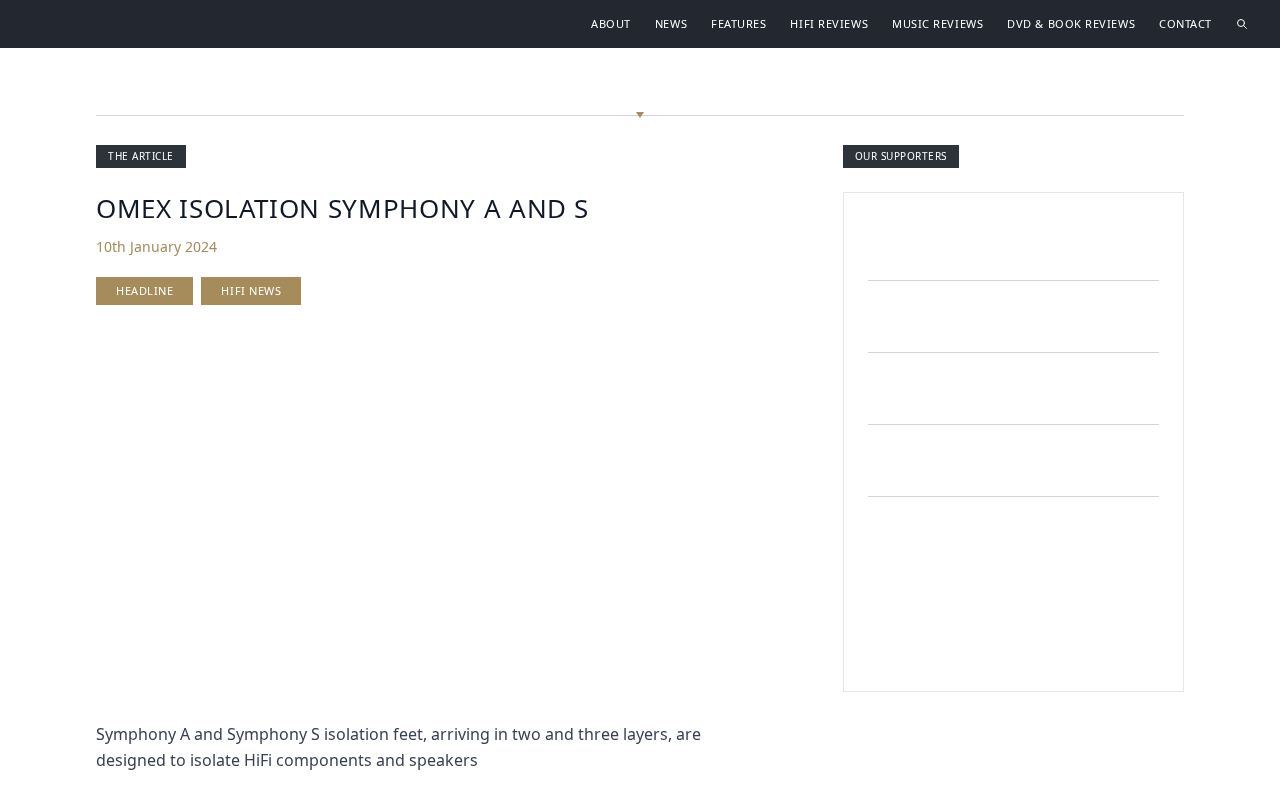 ABOUT NEWS FEATURES HIFI REVIEWS MUSIC REVIEWS DVD & BOOK REVIEWS CONTACT
THE ARTICLE
OMEX ISOLATION SYMPHONY A AND S
10th January 2024
HEADLINE HIFI NEWS
Symphony A and Symphony S isolation feet, arriving in two and three layers, are
designed to isolate HiFi components and speakers
OUR SUPPORTERS